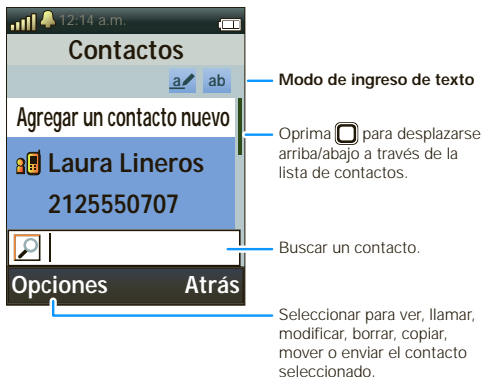 12:14 a.m.
Contactos
a ab
Agregar un contacto nuevo
Laura Lineros
2125550707
Opciones Atrás
Modo de ingreso de texto
Oprima para desplazarse
arriba/abajo a través de la
lista de contactos.
Buscar un contacto.
Seleccionar para ver, llamar,
modificar, borrar, copiar,
mover o enviar el contacto
seleccionado.